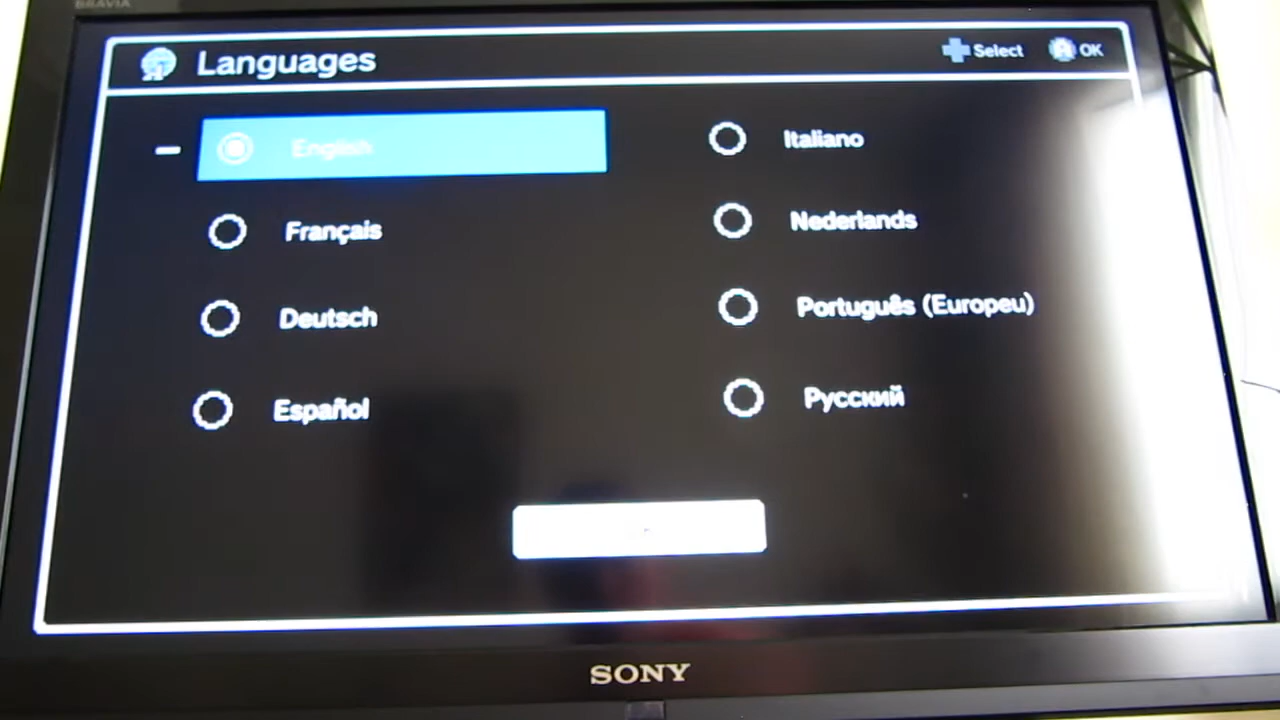 BRAVIA
Languages
Select
A OK
English
Français
Deutsch
Español
Italiano
Nederlands
Português (Europeu)
Русский
SONY